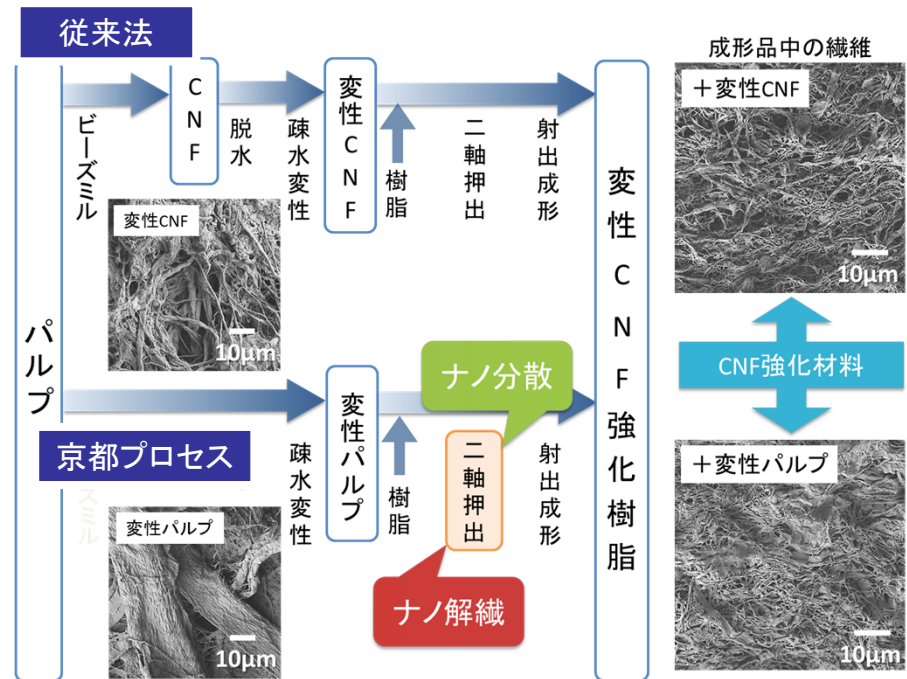 従来法
成形品中の繊維
パルプ
ビーズミル
CNF
脱水
疎水変性
変性CNF
樹脂
二軸押出
射出成形
変性CNF強化樹脂
変性CNF
10μm
+変性CNF
10μm
CNF強化材料
京都プロセス
疎水変性
変性パルプ
樹脂
ナノ分散
二軸押出
ナノ解繊
射出成形
変性パルプ
10μm
+変性パルプ
10μm